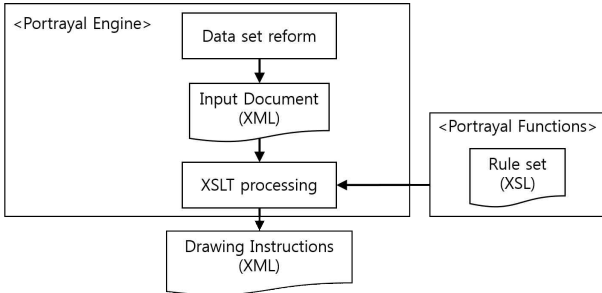 <Portrayal Engine>
Data set reform
Input Document
(XML)
<Portrayal Functions>
Rule set
(XSL)
XSLT processing
Drawing Instructions
(XML)